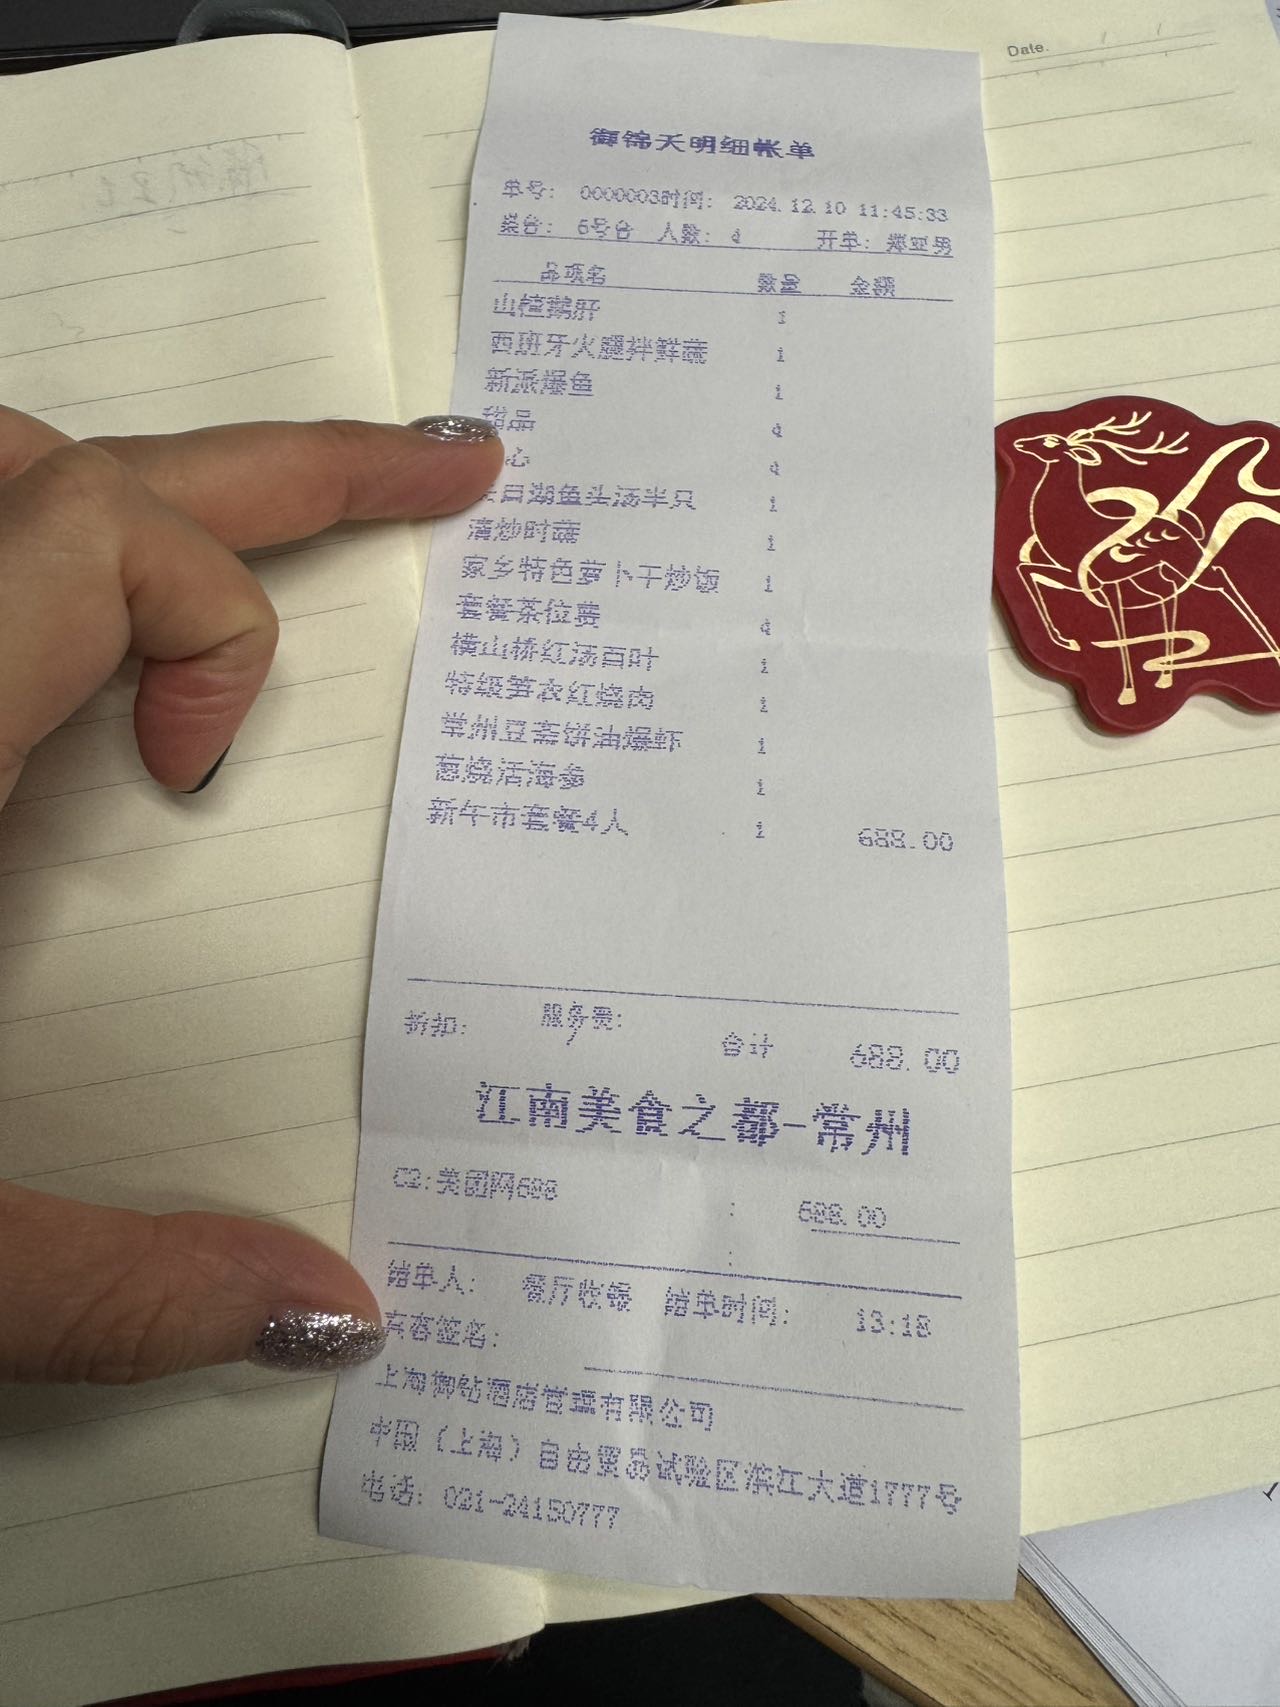 Date.
御锦天明细帐单
单号: 0000003时间: 2024.12.10 11:45:33
餐台: 6号台 人数: 4 开单:
品项名 数量 金额
山楂鹅肝 1
西班牙火腿拌鲜蔬 1
新派爆鱼 1
甜品 4
心 4
目湖鱼头汤半只 1
清炒时蔬 1
家乡特色萝卜干炒饭 1
套餐茶位费 4
横山桥红汤百叶 1
特级笋衣红烧肉 1
常州豆斋饼油爆虾 1
葱烧活海参 1
新午市套餐4人 1 688.00
折扣: 服务费: 合计 688.00
/
江南美食之都-常州
C2:美团网688 : 688.00
:
结单人: 餐厅收餐 结单时间: 13:18
宾客签名:
上海御钻酒店管理有限公司
中国（上海）自由贸易试验区滨江大道1777号
电话: 021-24150777